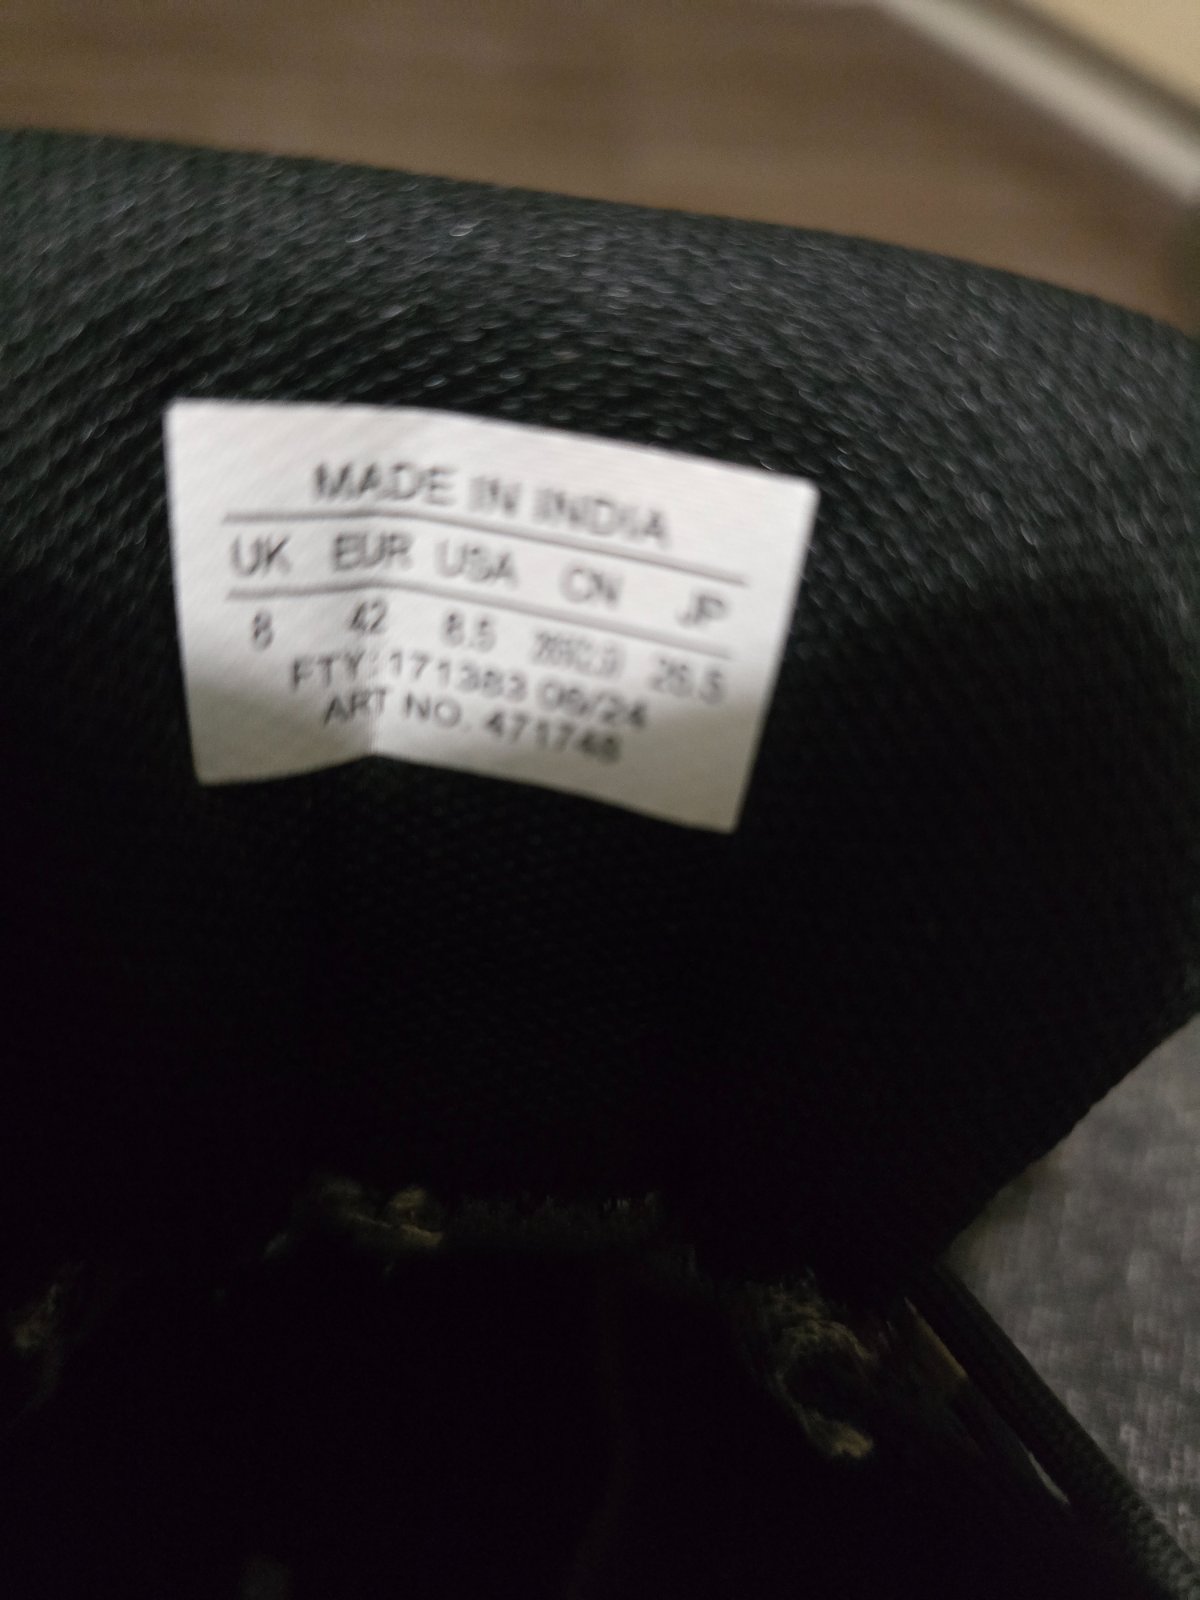 MADE IN INDIA
UK EUR USA CN JP
8 42 8.5 26.5
FTY: 171383 06/24
ART NO. 471748